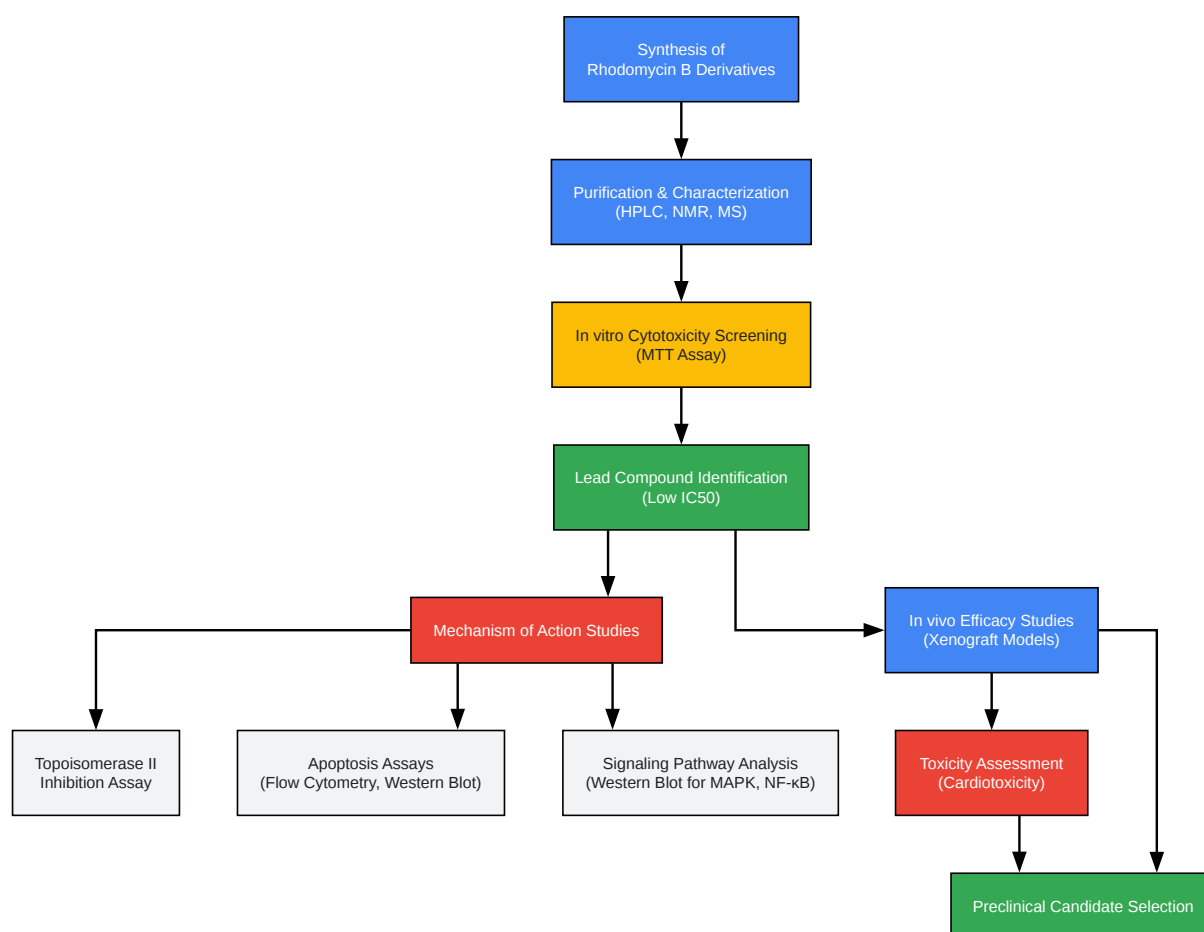 Synthesis of
Rhodomycin B Derivatives
Purification & Characterization
(HPLC, NMR, MS)
In vitro Cytotoxicity Screening
(MTT Assay)
Lead Compound Identification
(Low IC50)
Mechanism of Action Studies
In vivo Efficacy Studies
(Xenograft Models)
Topoisomerase II
Inhibition Assay
Apoptosis Assays
(Flow Cytometry, Western Blot)
Signaling Pathway Analysis
(Western Blot for MAPK, NF-κB)
Toxicity Assessment
(Cardiotoxicity)
Preclinical Candidate Selection